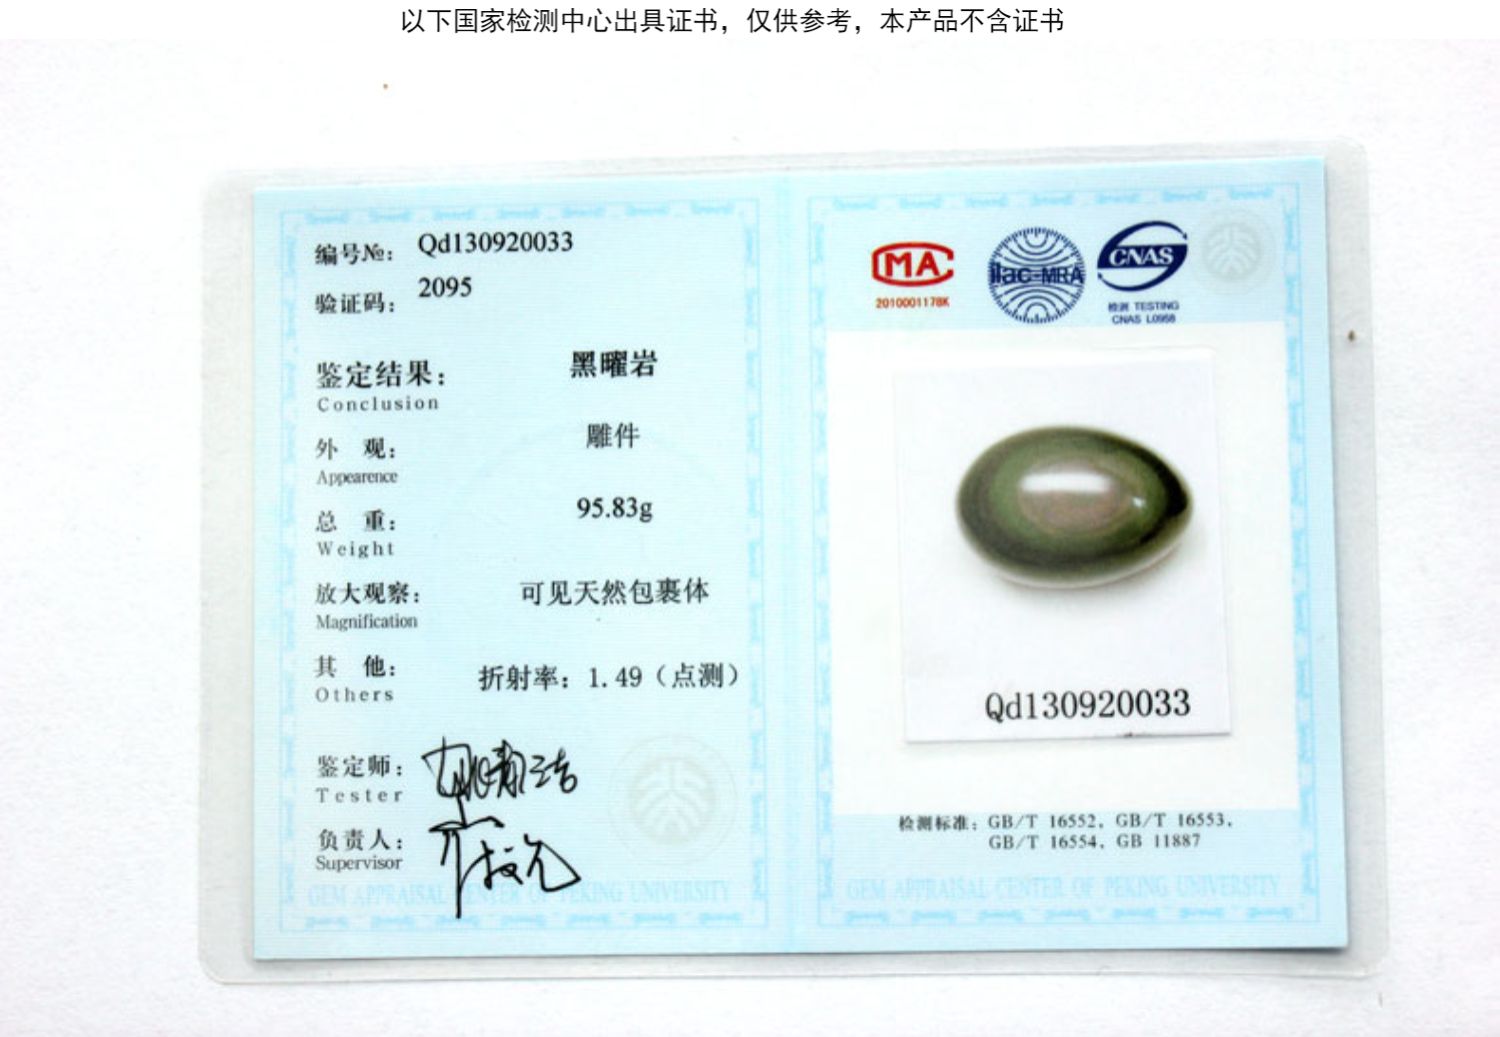 以下国家检测中心出具证书，仅供参考，本产品不含证书
编号№： Qd130920033
验证码： 2095
鉴定结果： 黑曜岩
Conclusion
外 观： 雕件
Appearence
总 重： 95.83g
Weight
放大观察： 可见天然包裹体
Magnification
其 他： 折射率：1.49（点测）
Others
鉴定师：
Tester
负责人：
Supervisor
GEM APPRAISAL CENTER OF PEKING UNIVERSITY
MA
2010001178K
ilac-MRA
CNAS
检测 TESTING
CNAS L0958
Qd130920033
检测标准：GB/T 16552，GB/T 16553，
GB/T 16554，GB 11887
GEM APPRAISAL CENTER OF PEKING UNIVERSITY